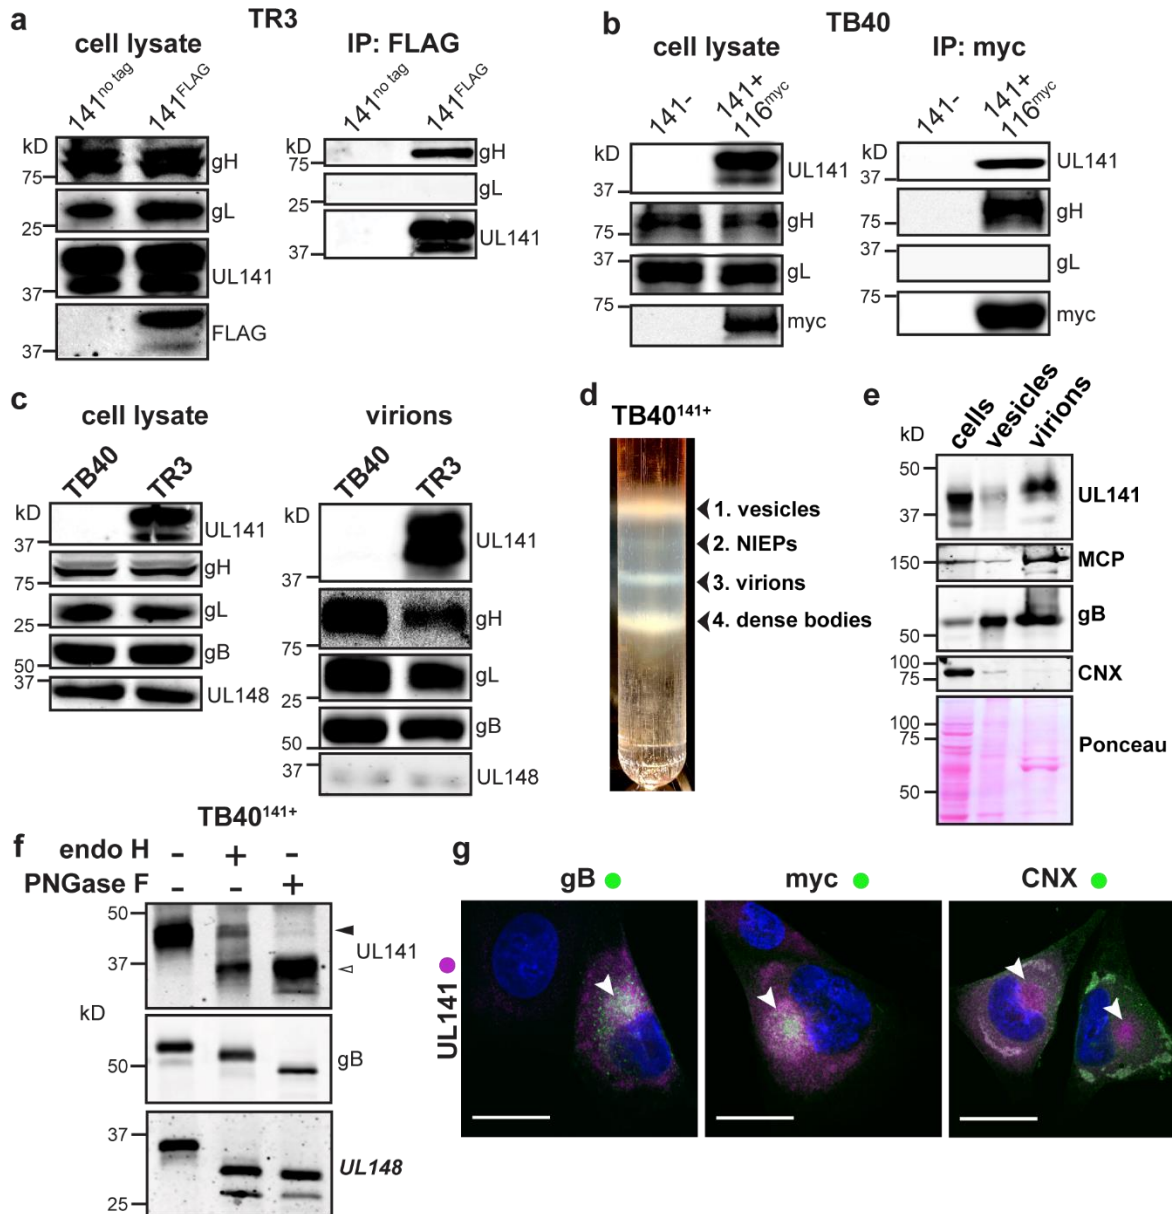 a
TR3
cell lysate
IP: FLAG
141no tag
141FLAG
141no tag
141FLAG
kD
75
gH
25
gL
37
UL141
37
FLAG
kD
75
gH
25
gL
37
UL141
b
TB40
cell lysate
IP: myc
141-
141+
116myc
141-
141+
116myc
kD
37
UL141
75
gH
37
gL
75
myc
kD
37
UL141
75
gH
gL
75
myc
c
cell lysate
virions
TB40
TR3
TB40
TR3
kD
37
UL141
75
gH
25
gL
50
gB
37
UL148
kD
37
UL141
75
gH
25
gL
50
gB
37
UL148
d
TB40141+
1. vesicles
2. NIEPs
3. virions
4. dense bodies
e
cells
vesicles
virions
kD
50
37
UL141
150
MCP
50
gB
100
75
CNX
100
75
50
Ponceau
f
TB40141+
endo H - + -
PNGase F - - +
50
37
UL141
kD
50
gB
37
25
UL148
g
gB
myc
CNX
UL141